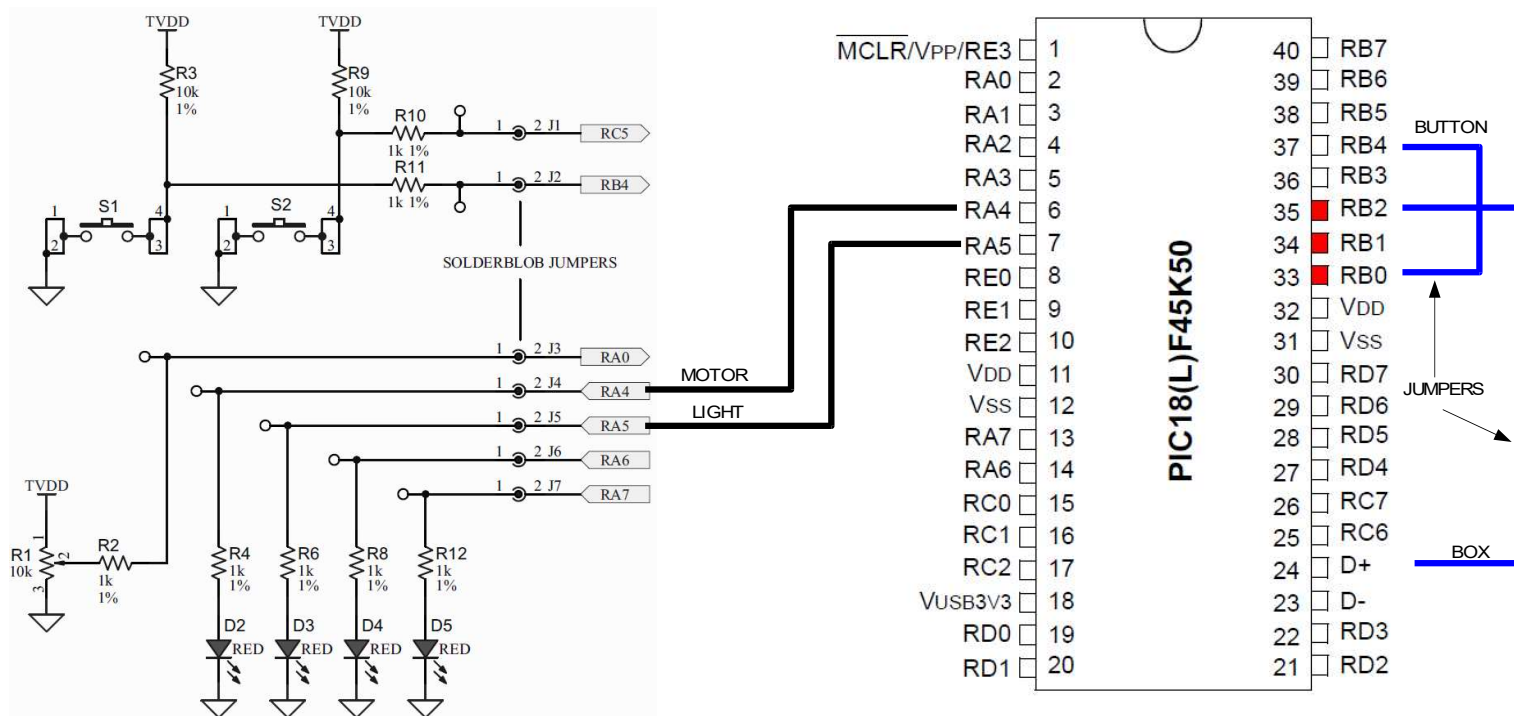 TVDD
TVDD
R3
10k
1%
R9
10k
1%
R10
1k 1%
1 2 J1 RC5
R11
1k 1%
1 2 J2 RB4
S1
1
2
4
3
S2
1
2
4
3
SOLDERBLOB JUMPERS
1 2 J3 RA0
1 2 J4 RA4
MOTOR
1 2 J5 RA5
LIGHT
1 2 J6 RA6
1 2 J7 RA7
TVDD
R1
10k
1
2
3
R2
1k
1%
R4
1k
1%
R6
1k
1%
R8
1k
1%
R12
1k
1%
D2
RED
D3
RED
D4
RED
D5
RED
MCLR/VPP/RE3 1
RA0 2
RA1 3
RA2 4
RA3 5
RA4 6
RA5 7
RE0 8
RE1 9
RE2 10
VDD 11
VSS 12
RA7 13
RA6 14
RC0 15
RC1 16
RC2 17
VUSB3V3 18
RD0 19
RD1 20
PIC18(L)F45K50
40 RB7
39 RB6
38 RB5
37 RB4
36 RB3
35 RB2
34 RB1
33 RB0
32 VDD
31 VSS
30 RD7
29 RD6
28 RD5
27 RD4
26 RC7
25 RC6
24 D+
23 D-
22 RD3
21 RD2
BUTTON
JUMPERS
BOX